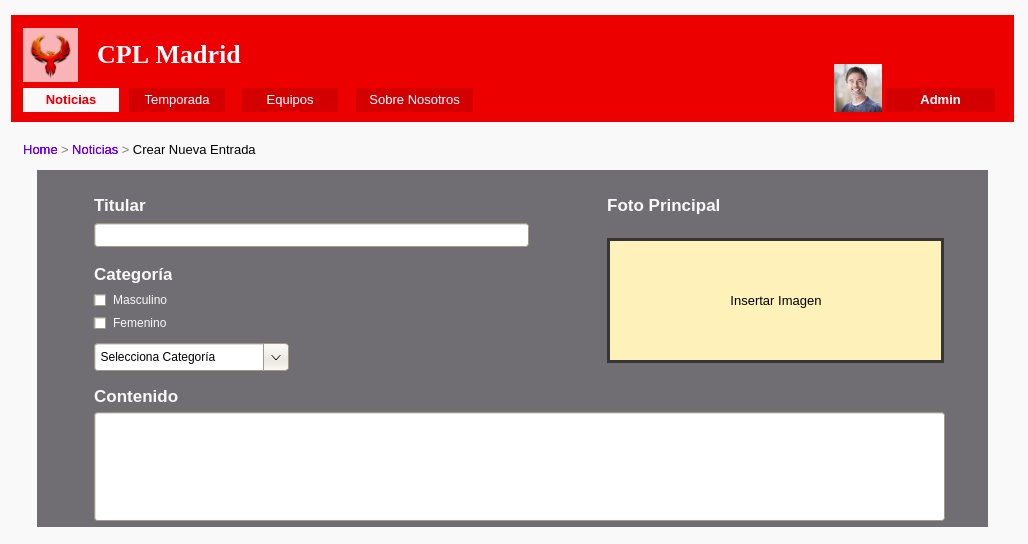 CPL Madrid
Noticias Temporada Equipos Sobre Nosotros Admin
Home > Noticias > Crear Nueva Entrada
Titular
Foto Principal
Categoría
Masculino
Insertar Imagen
Femenino
Selecciona Categoría
Contenido